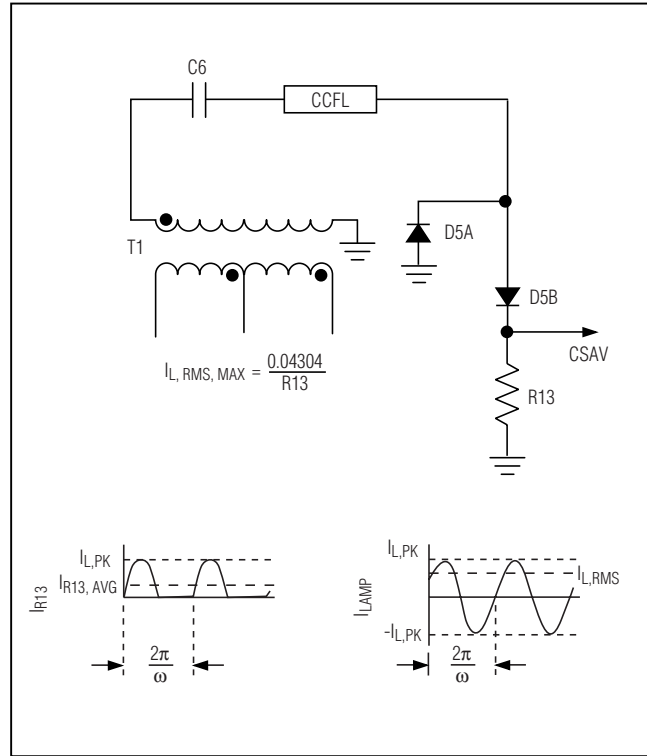 C6
CCFL
T1
D5A
D5B
CSAV
R13
I_L, RMS, MAX = 0.04304 / R13
I_L,PK
I_R13, AVG
I_R13
2π / ω
I_L,PK
I_L,RMS
I_LAMP
-I_L,PK
2π / ω